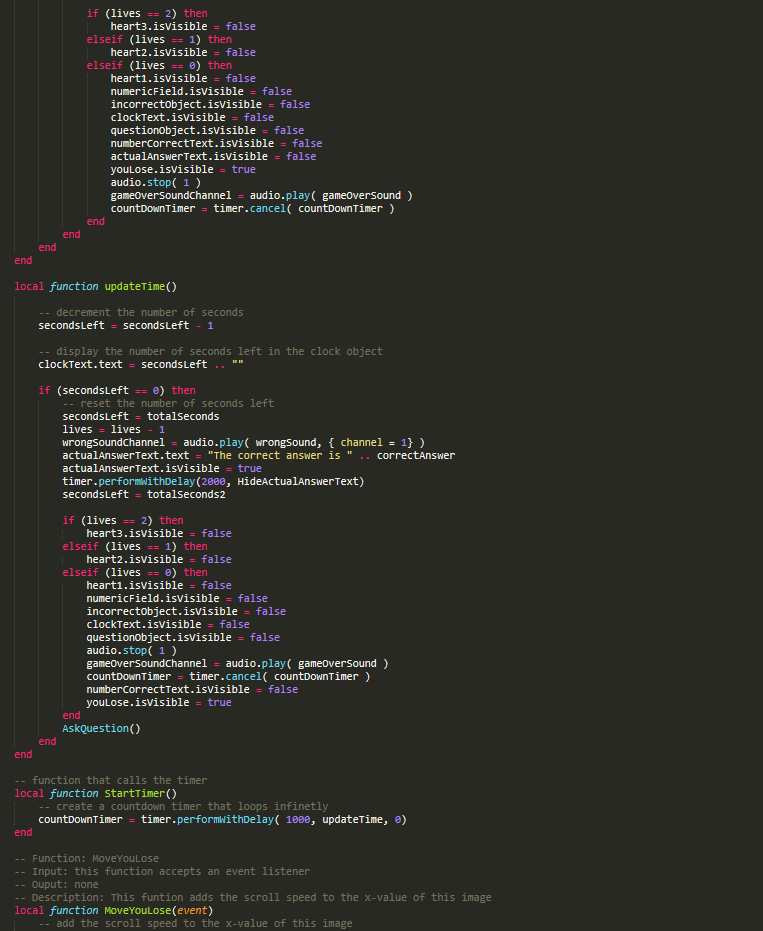 if (lives == 2) then
heart3.isVisible = false
elseif (lives == 1) then
heart2.isVisible = false
elseif (lives == 0) then
heart1.isVisible = false
numericField.isVisible = false
incorrectObject.isVisible = false
clockText.isVisible = false
questionObject.isVisible = false
numberCorrectText.isVisible = false
actualAnswerText.isVisible = false
youLose.isVisible = true
audio.stop( 1 )
gameOverSoundChannel = audio.play( gameOverSound )
countDownTimer = timer.cancel( countDownTimer )
end
end
end
end
local function updateTime()
-- decrement the number of seconds
secondsLeft = secondsLeft - 1
-- display the number of seconds left in the clock object
clockText.text = secondsLeft .. ""
if (secondsLeft == 0) then
-- reset the number of seconds left
secondsLeft = totalSeconds
lives = lives - 1
wrongSoundChannel = audio.play( wrongSound, { channel = 1} )
actualAnswerText.text = "The correct answer is " .. correctAnswer
actualAnswerText.isVisible = true
timer.performWithDelay(2000, HideActualAnswerText)
secondsLeft = totalSeconds2
if (lives == 2) then
heart3.isVisible = false
elseif (lives == 1) then
heart2.isVisible = false
elseif (lives == 0) then
heart1.isVisible = false
numericField.isVisible = false
incorrectObject.isVisible = false
clockText.isVisible = false
questionObject.isVisible = false
audio.stop( 1 )
gameOverSoundChannel = audio.play( gameOverSound )
countDownTimer = timer.cancel( countDownTimer )
numberCorrectText.isVisible = false
youLose.isVisible = true
end
AskQuestion()
end
end
-- function that calls the timer
local function StartTimer()
-- create a countdown timer that loops infinetly
countDownTimer = timer.performWithDelay( 1000, updateTime, 0)
end
-- Function: MoveYouLose
-- Input: this function accepts an event listener
-- Ouput: none
-- Description: This funtion adds the scroll speed to the x-value of this image
local function MoveYouLose(event)
-- add the scroll speed to the x-value of this image